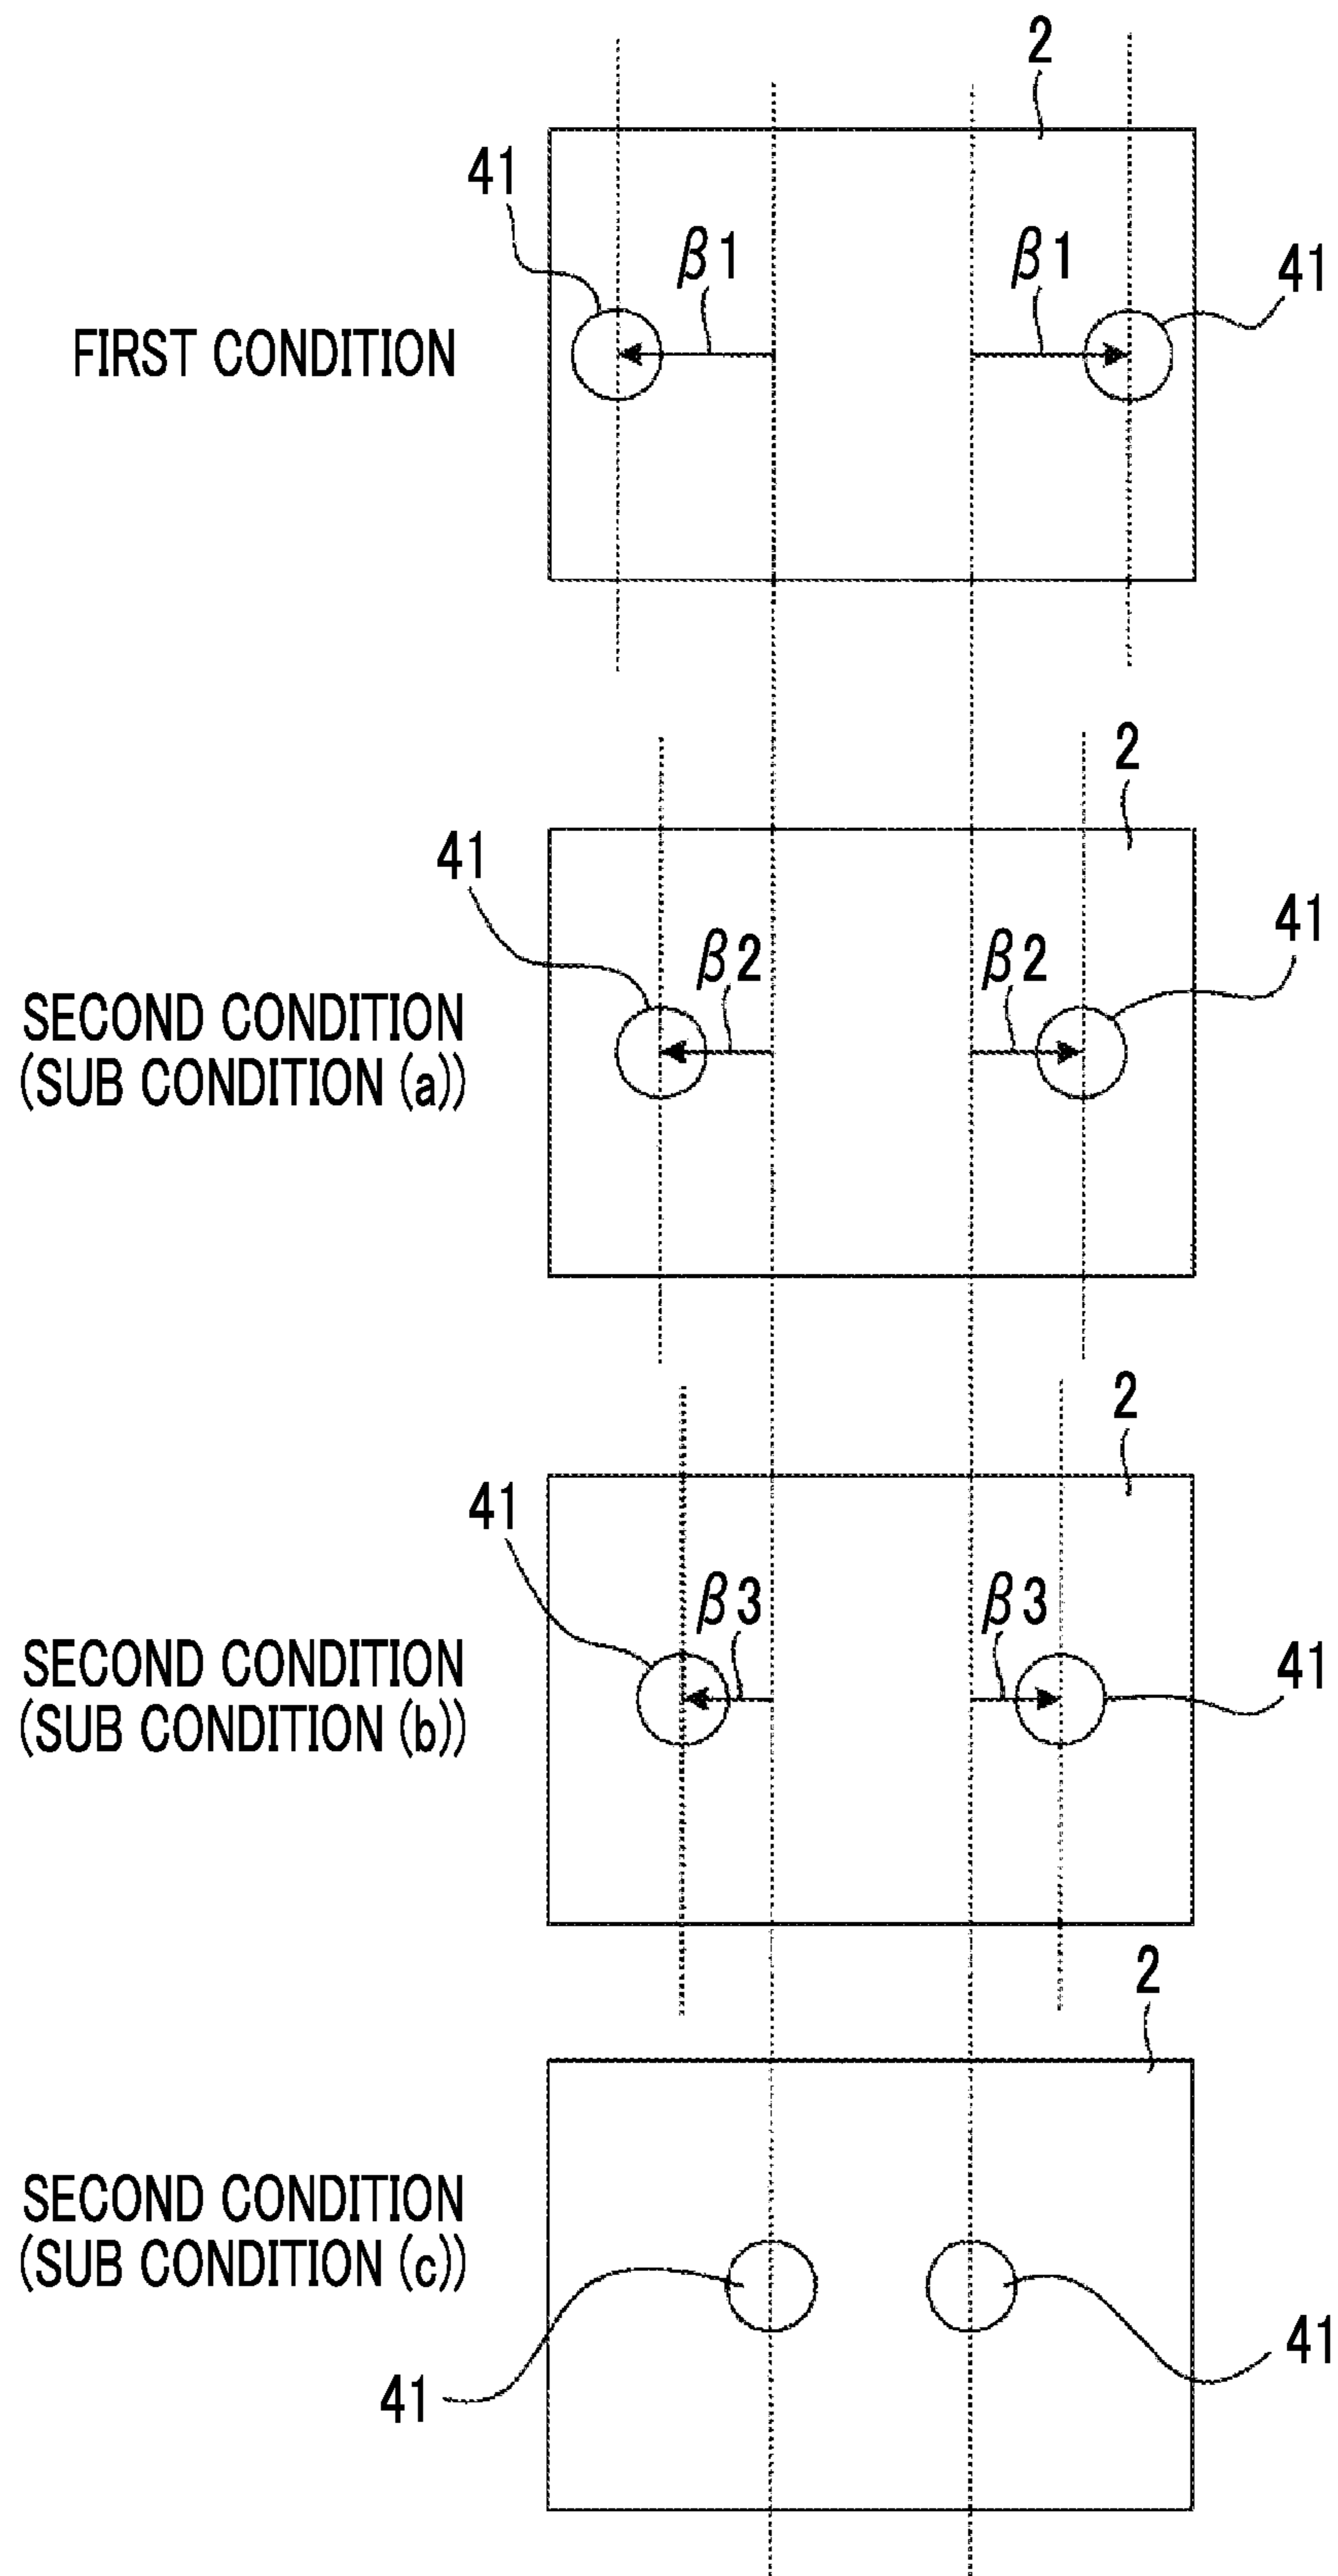 2
41
β1
β1
41
FIRST CONDITION
2
41
41
β2
β2
SECOND CONDITION
(SUB CONDITION (a))
2
41
β3
β3
SECOND CONDITION
(SUB CONDITION (b))
41
2
SECOND CONDITION
(SUB CONDITION (c))
41
41